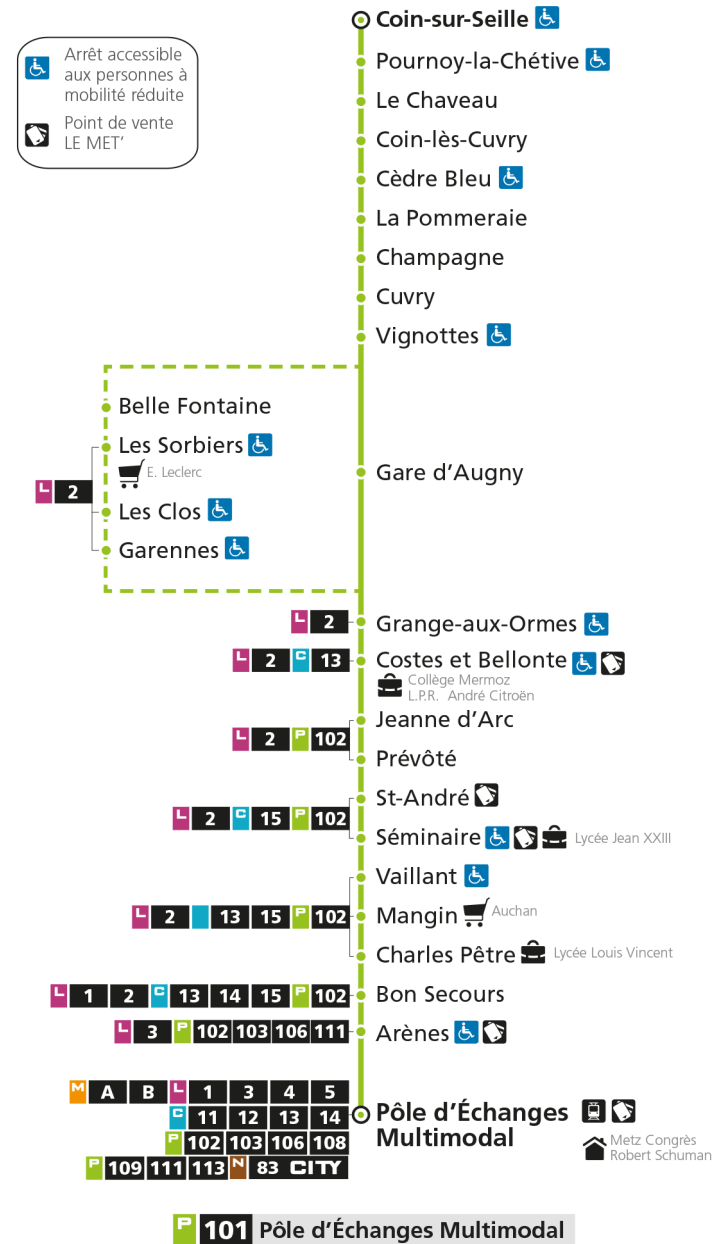 Arrêt accessible
aux personnes à
mobilité réduite
Point de vente
LE MET'
Coin-sur-Seille
Pournoy-la-Chétive
Le Chaveau
Coin-lès-Cuvry
Cèdre Bleu
La Pommeraie
Champagne
Cuvry
Vignottes
Belle Fontaine
Les Sorbiers
E. Leclerc
L 2
Les Clos
Garennes
Gare d'Augny
L 2 Grange-aux-Ormes
L 2 C 13 Costes et Bellonte
Collège Mermoz
L.P.R. André Citroën
Jeanne d'Arc
L 2 P 102
Prévôté
St-André
L 2 C 15 P 102
Séminaire Lycée Jean XXIII
Vaillant
L 2 13 15 P 102 Mangin Auchan
Charles Pêtre Lycée Louis Vincent
L 1 2 C 13 14 15 P 102 Bon Secours
L 3 P 102 103 106 111 Arènes
M A B L 1 3 4 5
C 11 12 13 14
P 102 103 106 108
P 109 111 113 N 83 CITY
Pôle d'Échanges
Multimodal
Metz Congrès
Robert Schuman
P 101 Pôle d'Échanges Multimodal